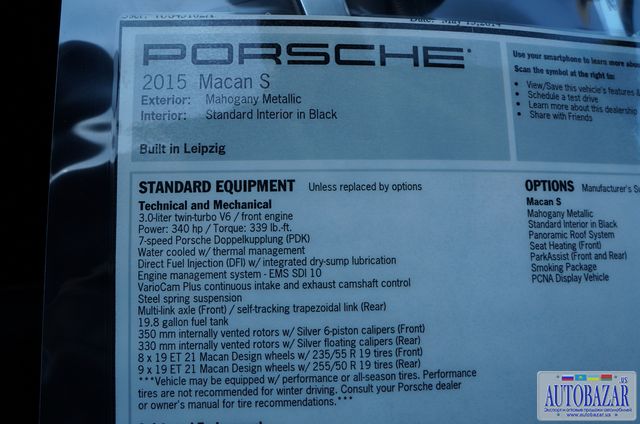 Date: May 15, 2014
PORSCHE
2015 Macan S
Exterior: Mahogany Metallic
Interior: Standard Interior in Black
Built in Leipzig
Use your smartphone to learn more abou
Scan the symbol at the right to:
• View/Save this vehicle's features &
• Schedule a test drive
• Learn more about this dealership
• Share with Friends
STANDARD EQUIPMENT Unless replaced by options
Technical and Mechanical
3.0-liter twin-turbo V6 / front engine
Power: 340 hp / Torque: 339 lb.-ft.
7-speed Porsche Doppelkupplung (PDK)
Water cooled w/ thermal management
Direct Fuel Injection (DFI) w/ integrated dry-sump lubrication
Engine management system - EMS SDI 10
VarioCam Plus continuous intake and exhaust camshaft control
Steel spring suspension
Multi-link axle (Front) / self-tracking trapezoidal link (Rear)
19.8 gallon fuel tank
350 mm internally vented rotors w/ Silver 6-piston calipers (Front)
330 mm internally vented rotors w/ Silver floating calipers (Rear)
8 x 19 ET 21 Macan Design wheels w/ 235/55 R 19 tires (Front)
9 x 19 ET 21 Macan Design wheels w/ 255/50 R 19 tires (Rear)
***Vehicle may be equipped w/ performance or all-season tires. Performance
tires are not recommended for winter driving. Consult your Porsche dealer
or owner's manual for tire recommendations.***
OPTIONS Manufacturer's Su
Macan S
Mahogany Metallic
Standard Interior in Black
Panoramic Roof System
Seat Heating (Front)
ParkAssist (Front and Rear)
Smoking Package
PCNA Display Vehicle
AUTOBAZAR.US
www.autobazar.us